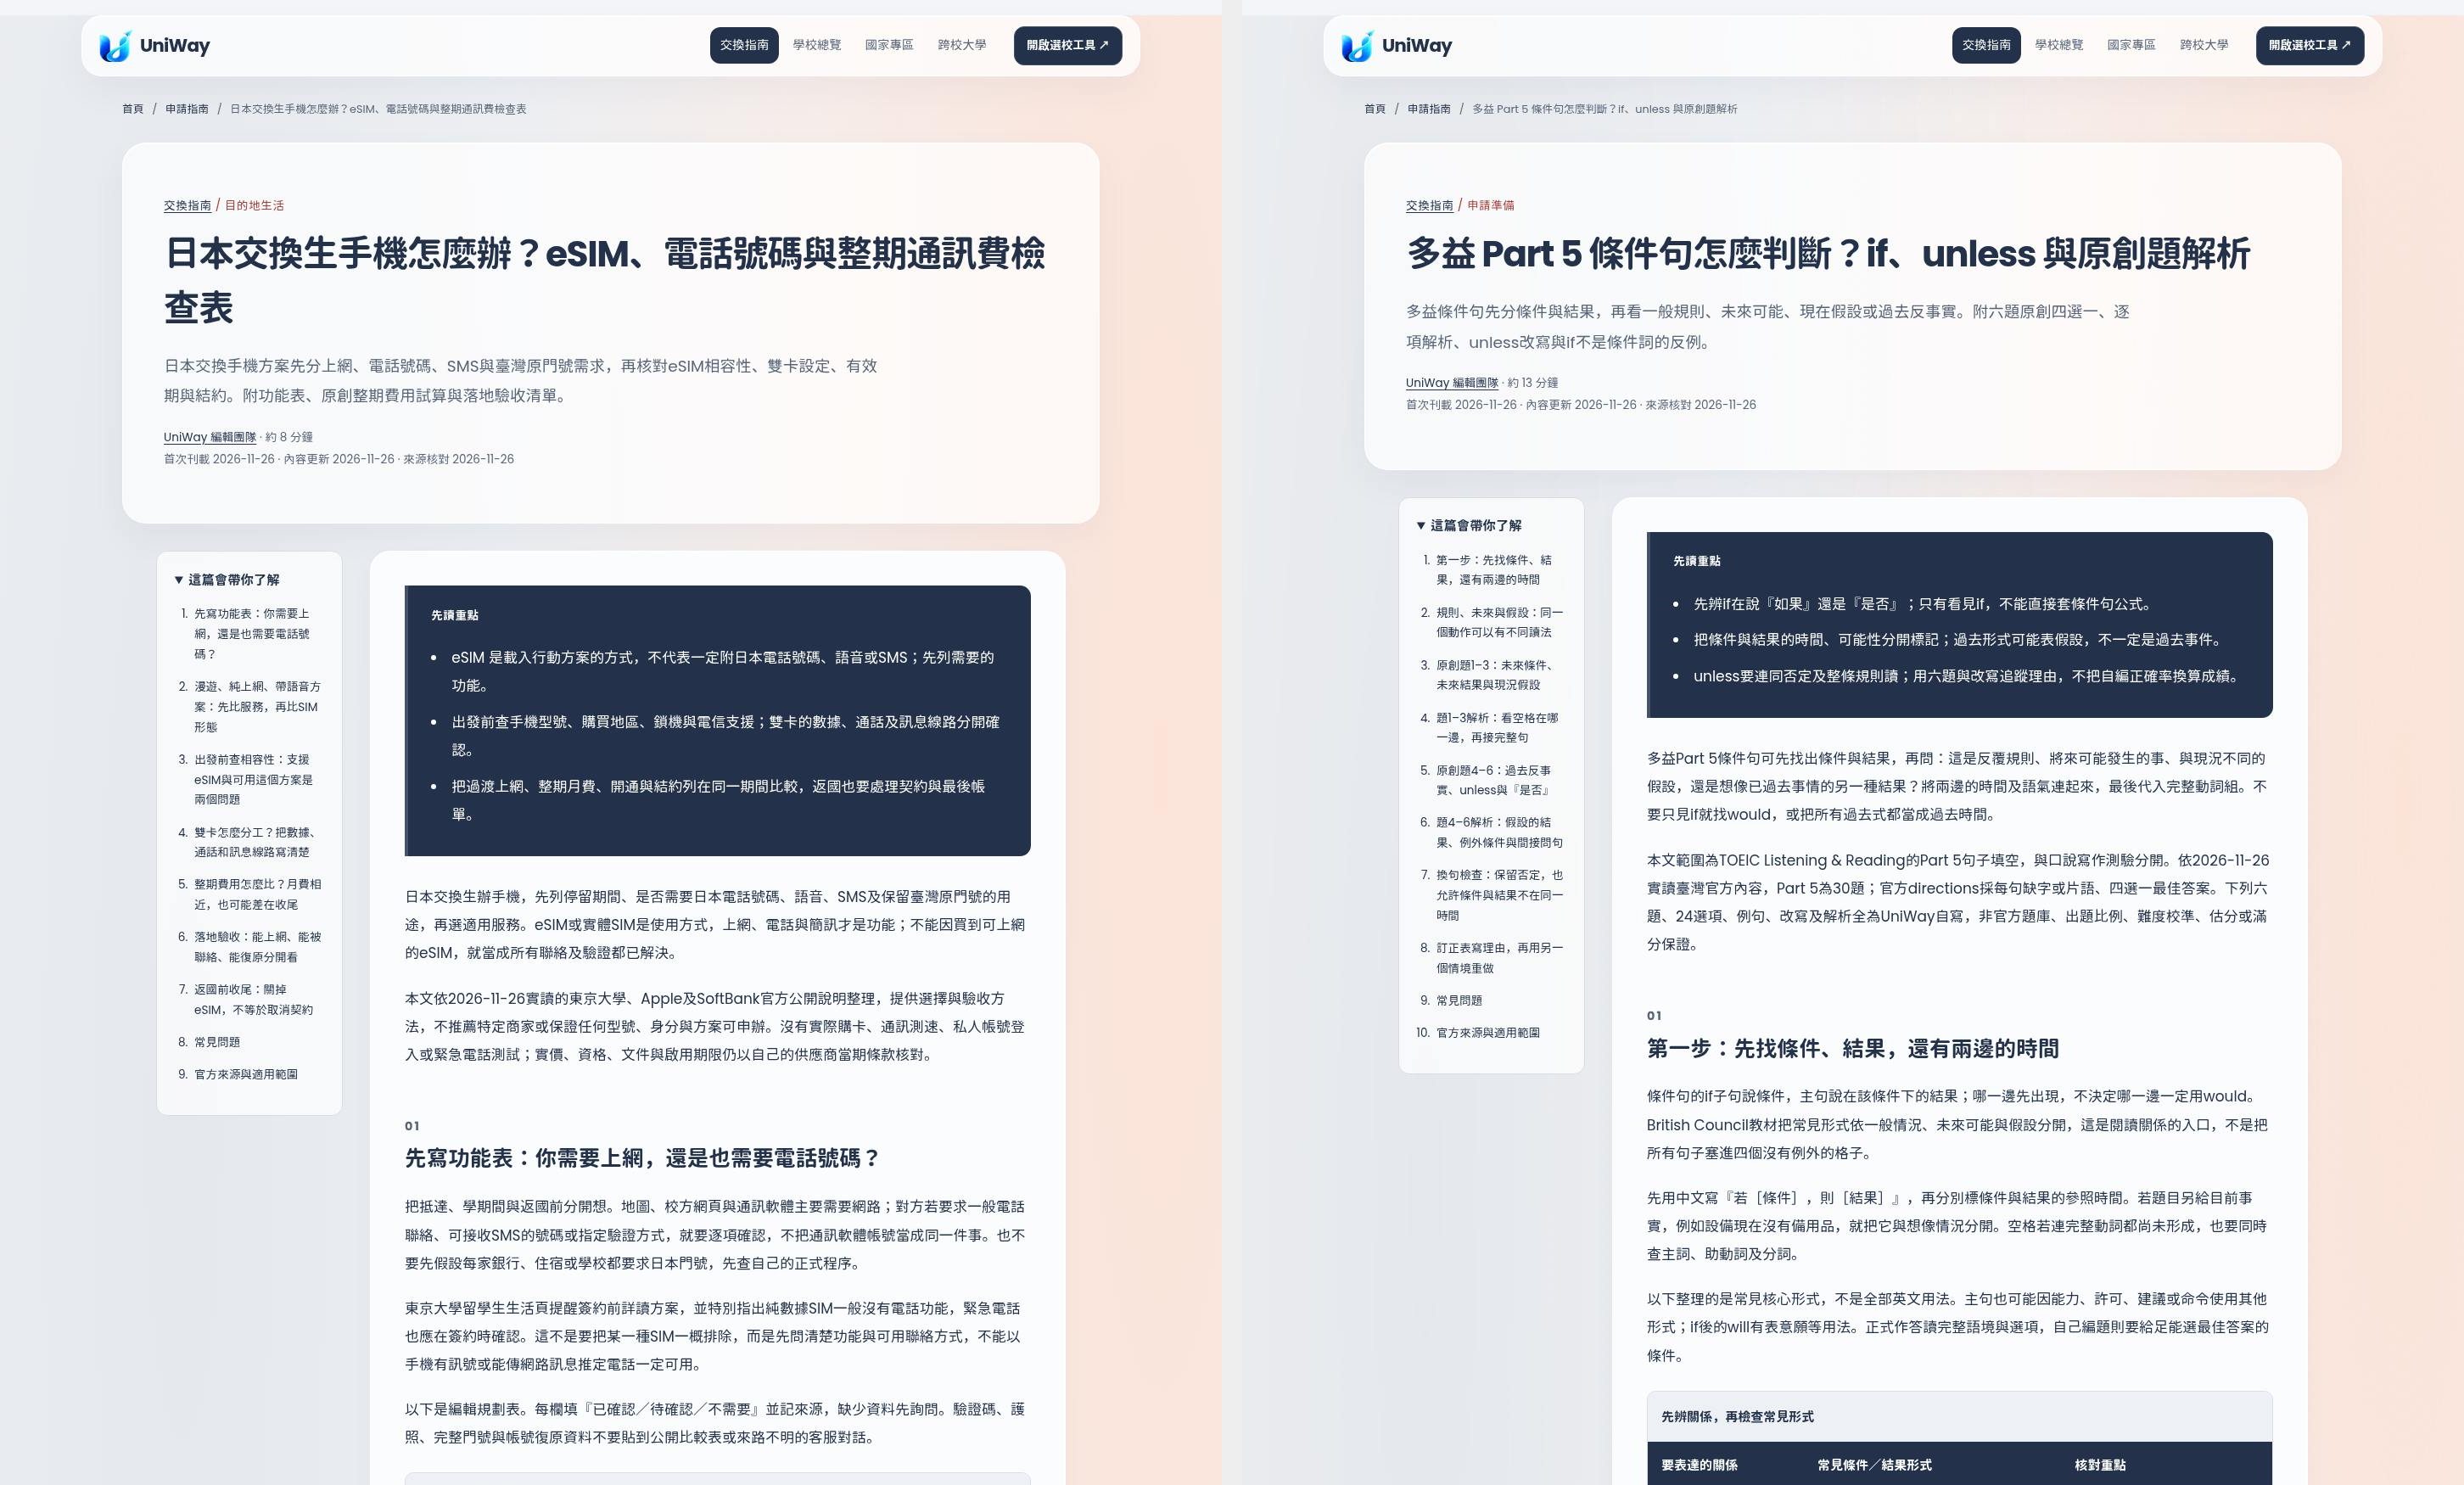 UniWay
交換指南 學校總覽 國家專區 跨校大學 開啟選校工具 ↗
首頁 / 申請指南 / 日本交換生手機怎麼辦？eSIM、電話號碼與整期通訊費檢查表
交換指南 / 目的地生活
日本交換生手機怎麼辦？eSIM、電話號碼與整期通訊費檢
查表
日本交換手機方案先分上網、電話號碼、SMS與臺灣原門號需求，再核對eSIM相容性、雙卡設定、有效
期與結約。附功能表、原創整期費用試算與落地驗收清單。
UniWay 編輯團隊 · 約 8 分鐘
首次刊載 2026-11-26 · 內容更新 2026-11-26 · 來源核對 2026-11-26
▼ 這篇會帶你了解
1. 先寫功能表：你需要上
網，還是也需要電話號
碼？
2. 漫遊、純上網、帶語音方
案：先比服務，再比SIM
形態
3. 出發前查相容性：支援
eSIM與可用這個方案是
兩個問題
4. 雙卡怎麼分工？把數據、
通話和訊息線路寫清楚
5. 整期費用怎麼比？月費相
近，也可能差在收尾
6. 落地驗收：能上網、能被
聯絡、能復原分開看
7. 返國前收尾：關掉
eSIM，不等於取消契約
8. 常見問題
9. 官方來源與適用範圍
先讀重點
• eSIM 是載入行動方案的方式，不代表一定附日本電話號碼、語音或SMS；先列需要的
功能。
• 出發前查手機型號、購買地區、鎖機與電信支援；雙卡的數據、通話及訊息線路分開確
認。
• 把過渡上網、整期月費、開通與結約列在同一期間比較，返國也要處理契約與最後帳
單。
日本交換生辦手機，先列停留期間、是否需要日本電話號碼、語音、SMS及保留臺灣原門號的用
途，再選適用服務。eSIM或實體SIM是使用方式，上網、電話與簡訊才是功能；不能因買到可上網
的eSIM，就當成所有聯絡及驗證都已解決。
本文依2026-11-26實讀的東京大學、Apple及SoftBank官方公開說明整理，提供選擇與驗收方
法，不推薦特定商家或保證任何型號、身分與方案可申辦。沒有實際購卡、通訊測速、私人帳號登
入或緊急電話測試；實價、資格、文件與啟用期限仍以自己的供應商當期條款核對。
01
先寫功能表：你需要上網，還是也需要電話號碼？
把抵達、學期間與返國前分開想。地圖、校方網頁與通訊軟體主要需要網路；對方若要求一般電話
聯絡、可接收SMS的號碼或指定驗證方式，就要逐項確認，不把通訊軟體帳號當成同一件事。也不
要先假設每家銀行、住宿或學校都要求日本門號，先查自己的正式程序。
東京大學留學生生活頁提醒簽約前詳讀方案，並特別指出純數據SIM一般沒有電話功能，緊急電話
也應在簽約時確認。這不是要把某一種SIM一概排除，而是先問清楚功能與可用聯絡方式，不能以
手機有訊號或能傳網路訊息推定電話一定可用。
以下是編輯規劃表。每欄填『已確認／待確認／不需要』並記來源，缺少資料先詢問。驗證碼、護
照、完整門號與帳號復原資料不要貼到公開比較表或來路不明的客服對話。
UniWay
交換指南 學校總覽 國家專區 跨校大學 開啟選校工具 ↗
首頁 / 申請指南 / 多益 Part 5 條件句怎麼判斷？if、unless 與原創題解析
交換指南 / 申請準備
多益 Part 5 條件句怎麼判斷？if、unless 與原創題解析
多益條件句先分條件與結果，再看一般規則、未來可能、現在假設或過去反事實。附六題原創四選一、逐
項解析、unless改寫與if不是條件詞的反例。
UniWay 編輯團隊 · 約 13 分鐘
首次刊載 2026-11-26 · 內容更新 2026-11-26 · 來源核對 2026-11-26
▼ 這篇會帶你了解
1. 第一步：先找條件、結
果，還有兩邊的時間
2. 規則、未來與假設：同一
個動作可以有不同讀法
3. 原創題1–3：未來條件、
未來結果與現況假設
4. 題1–3解析：看空格在哪
一邊，再接完整句
5. 原創題4–6：過去反事
實、unless與『是否』
6. 題4–6解析：假設的結
果、例外條件與間接問句
7. 換句檢查：保留否定，也
允許條件與結果不在同一
時間
8. 訂正表寫理由，再用另一
個情境重做
9. 常見問題
10. 官方來源與適用範圍
先讀重點
• 先辨if在說『如果』還是『是否』；只有看見if，不能直接套條件句公式。
• 把條件與結果的時間、可能性分開標記；過去形式可能表假設，不一定是過去事件。
• unless要連同否定及整條規則讀；用六題與改寫追蹤理由，不把自編正確率換算成績。
多益Part 5條件句可先找出條件與結果，再問：這是反覆規則、將來可能發生的事、與現況不同的
假設，還是想像已過去事情的另一種結果？將兩邊的時間及語氣連起來，最後代入完整動詞組。不
要只見if就找would，或把所有過去式都當成過去時間。
本文範圍為TOEIC Listening & Reading的Part 5句子填空，與口說寫作測驗分開。依2026-11-26
實讀臺灣官方內容，Part 5為30題；官方directions採每句缺字或片語、四選一最佳答案。下列六
題、24選項、例句、改寫及解析全為UniWay自寫，非官方題庫、出題比例、難度校準、估分或滿
分保證。
01
第一步：先找條件、結果，還有兩邊的時間
條件句的if子句說條件，主句說在該條件下的結果；哪一邊先出現，不決定哪一邊一定用would。
British Council教材把常見形式依一般情況、未來可能與假設分開，這是閱讀關係的入口，不是把
所有句子塞進四個沒有例外的格子。
先用中文寫『若［條件］，則［結果］』，再分別標條件與結果的參照時間。若題目另給目前事
實，例如設備現在沒有備用品，就把它與想像情況分開。空格若連完整動詞都尚未形成，也要同時
查主詞、助動詞及分詞。
以下整理的是常見核心形式，不是全部英文用法。主句也可能因能力、許可、建議或命令使用其他
形式；if後的will有表意願等用法。正式作答讀完整語境與選項，自己編題則要給足能選最佳答案的
條件。
先辨關係，再檢查常見形式
要表達的關係 常見條件／結果形式 核對重點